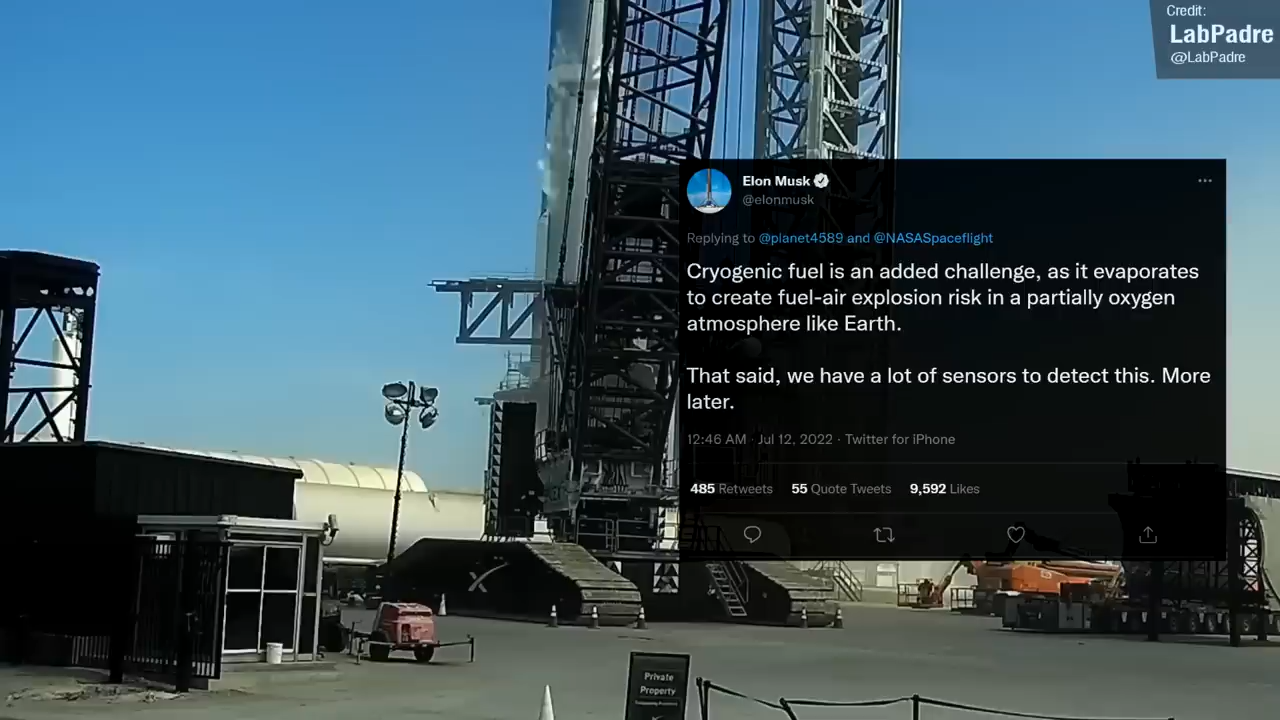 Credit:
LabPadre
@LabPadre
Elon Musk
@elonmusk
Replying to @planet4589 and @NASASpaceflight
Cryogenic fuel is an added challenge, as it evaporates
to create fuel-air explosion risk in a partially oxygen
atmosphere like Earth.
That said, we have a lot of sensors to detect this. More
later.
12:46 AM · Jul 12, 2022 · Twitter for iPhone
485 Retweets 55 Quote Tweets 9,592 Likes
Private
Property